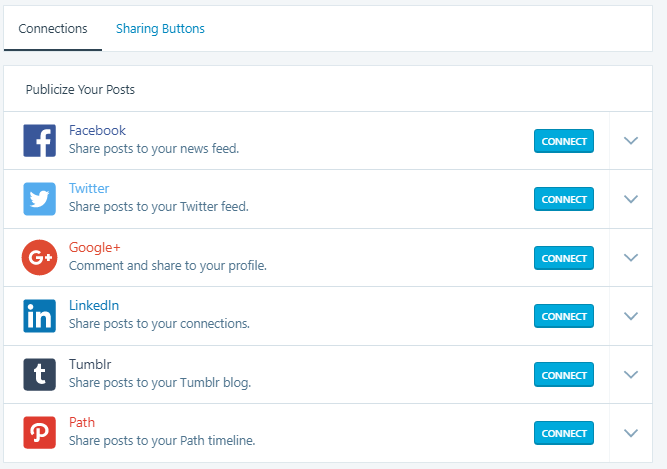 Connections
Sharing Buttons
Publicize Your Posts
Facebook
Share posts to your news feed.
CONNECT
Twitter
Share posts to your Twitter feed.
CONNECT
Google+
Comment and share to your profile.
CONNECT
LinkedIn
Share posts to your connections.
CONNECT
Tumblr
Share posts to your Tumblr blog.
CONNECT
Path
Share posts to your Path timeline.
CONNECT